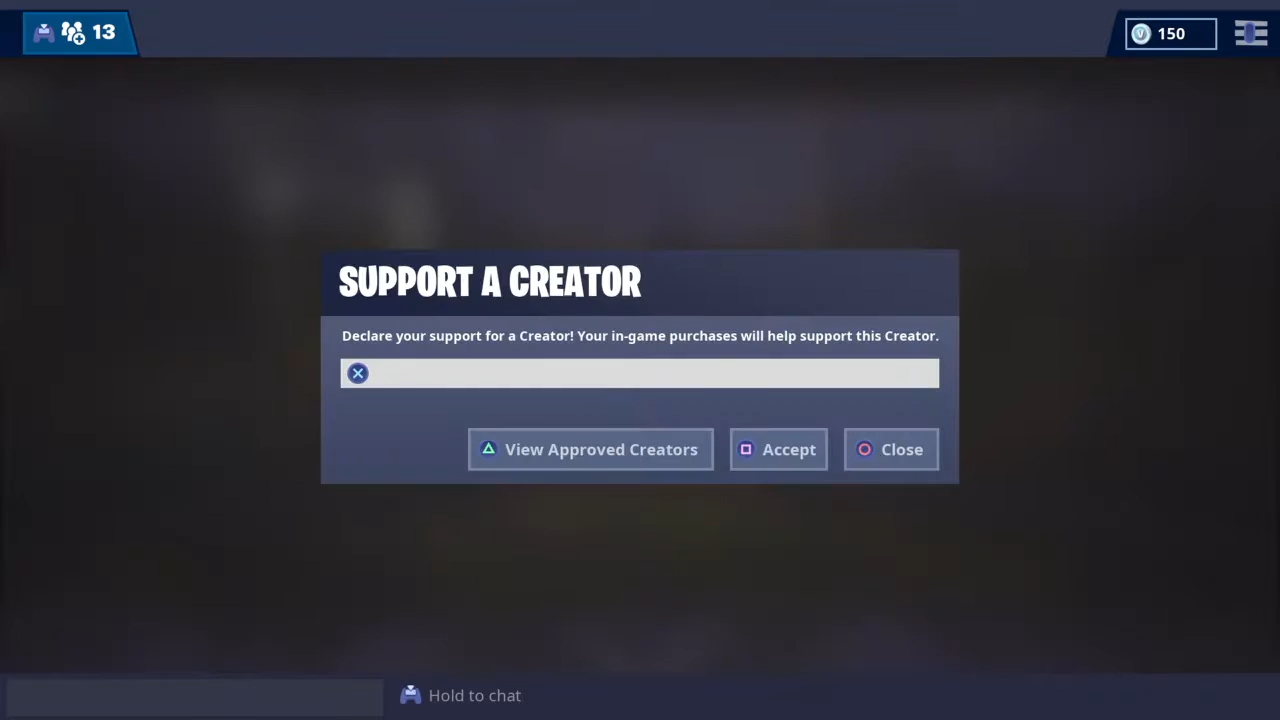 13
150
SUPPORT A CREATOR
Declare your support for a Creator! Your in-game purchases will help support this Creator.
View Approved Creators
Accept
Close
Hold to chat